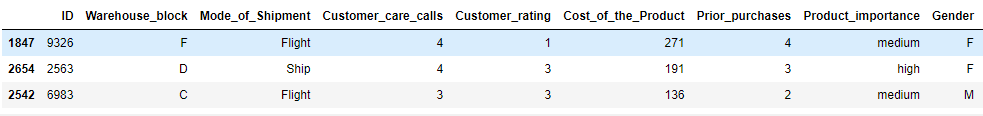 ID Warehouse_block Mode_of_Shipment Customer_care_calls Customer_rating Cost_of_the_Product Prior_purchases Product_importance Gender
1847 9326 F Flight 4 1 271 4 medium F
2654 2563 D Ship 4 3 191 3 high F
2542 6983 C Flight 3 3 136 2 medium M